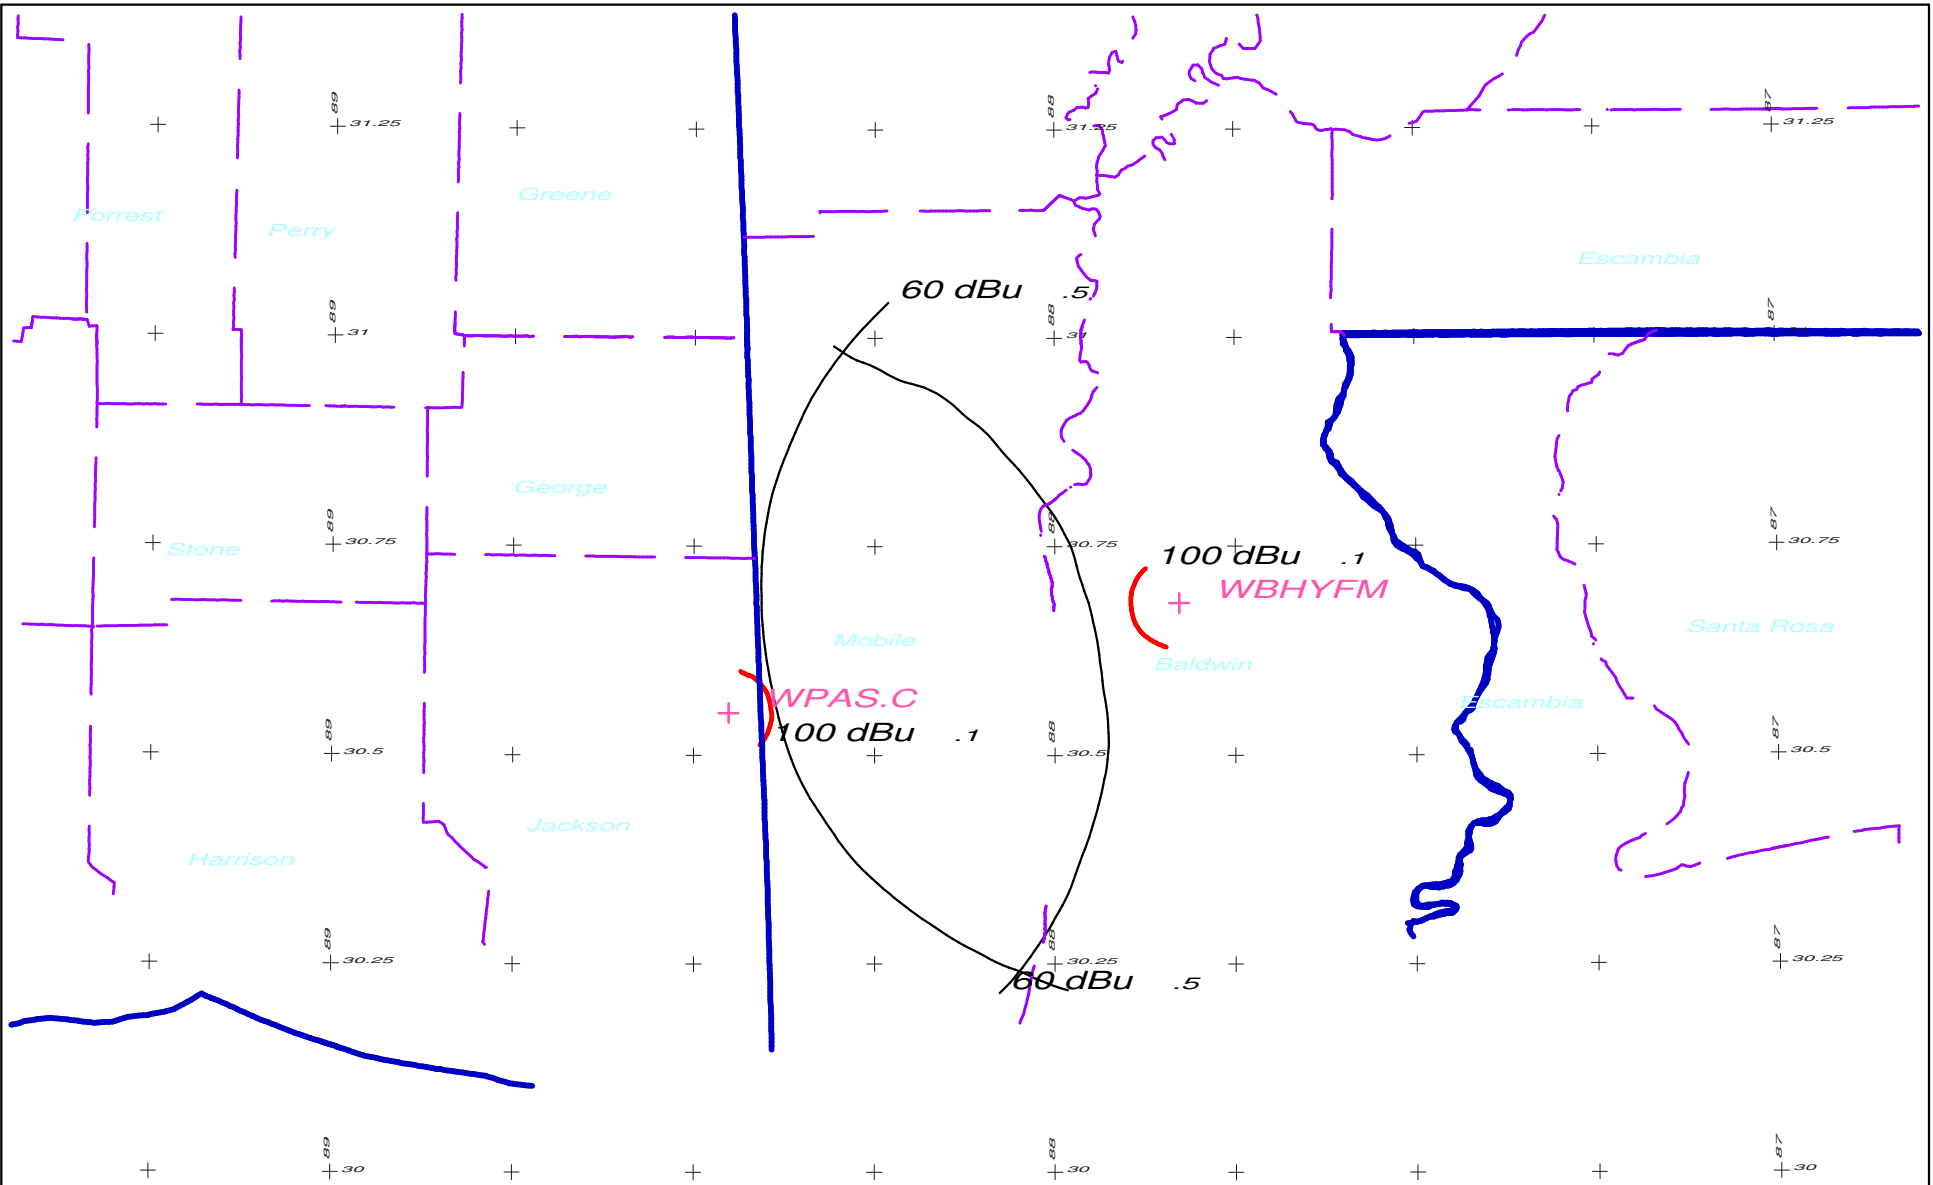 89
31.25
88
31.25
87
31.25
Greene
Forrest
Perry
Escambia
60 dBu .5
89
31
88
31
87
31
George
89
30.75
88
30.75
87
30.75
Stone
100 dBu .1
WBHYFM
Mobile
Santa Rosa
Baldwin
WPAS.C
Escambia
100 dBu .1
89
30.5
88
30.5
87
30.5
Jackson
Harrison
89
30.25
88
30.25
87
30.25
60 dBu .5
89
30
88
30
87
30